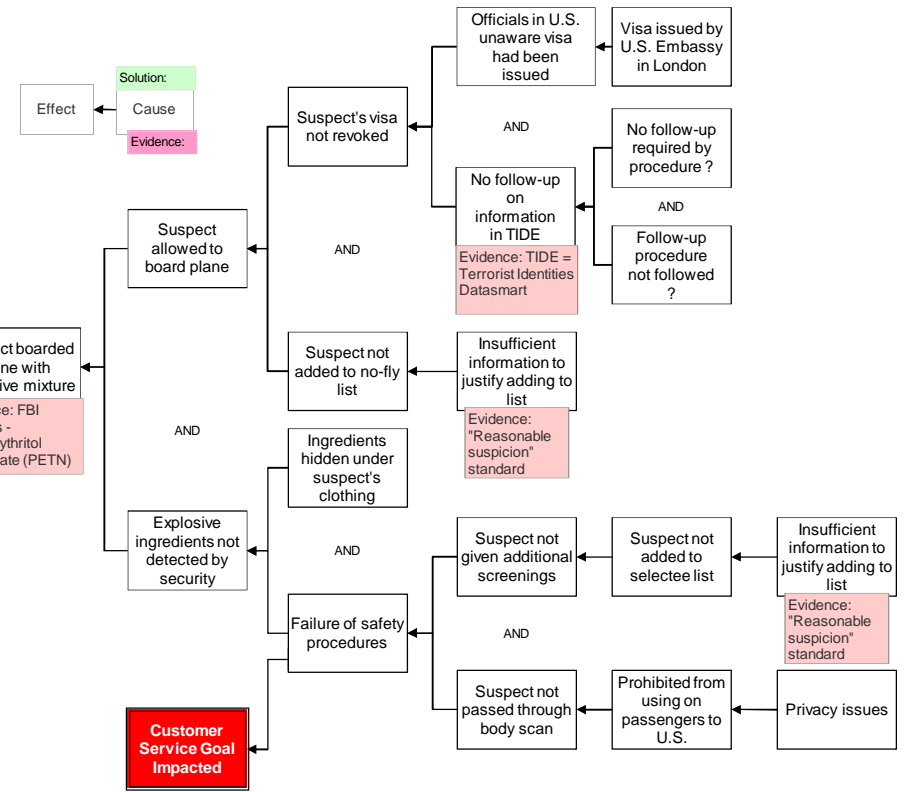 Officials in U.S.
unaware visa
had been
issued
Visa issued by
U.S. Embassy
in London
Solution:
Effect
Cause
Evidence:
Suspect's visa
not revoked
AND
No follow-up
required by
procedure ?
No follow-up
on
information
in TIDE
AND
Evidence: TIDE =
Terrorist Identities
Datasmart
Follow-up
procedure
not followed
?
Suspect
allowed to
board plane
AND
Suspect not
added to no-fly
list
Insufficient
information to
justify adding to
list
Evidence:
"Reasonable
suspicion"
standard
ct boarded
ne with
ive mixture
ce: FBI
s -
ythritol
ate (PETN)
AND
Ingredients
hidden under
suspect's
clothing
Explosive
ingredients not
detected by
security
AND
Failure of safety
procedures
Suspect not
given additional
screenings
Suspect not
added to
selectee list
Insufficient
information to
justify adding to
list
Evidence:
"Reasonable
suspicion"
standard
AND
Suspect not
passed through
body scan
Prohibited from
using on
passengers to
U.S.
Privacy issues
Customer
Service Goal
Impacted